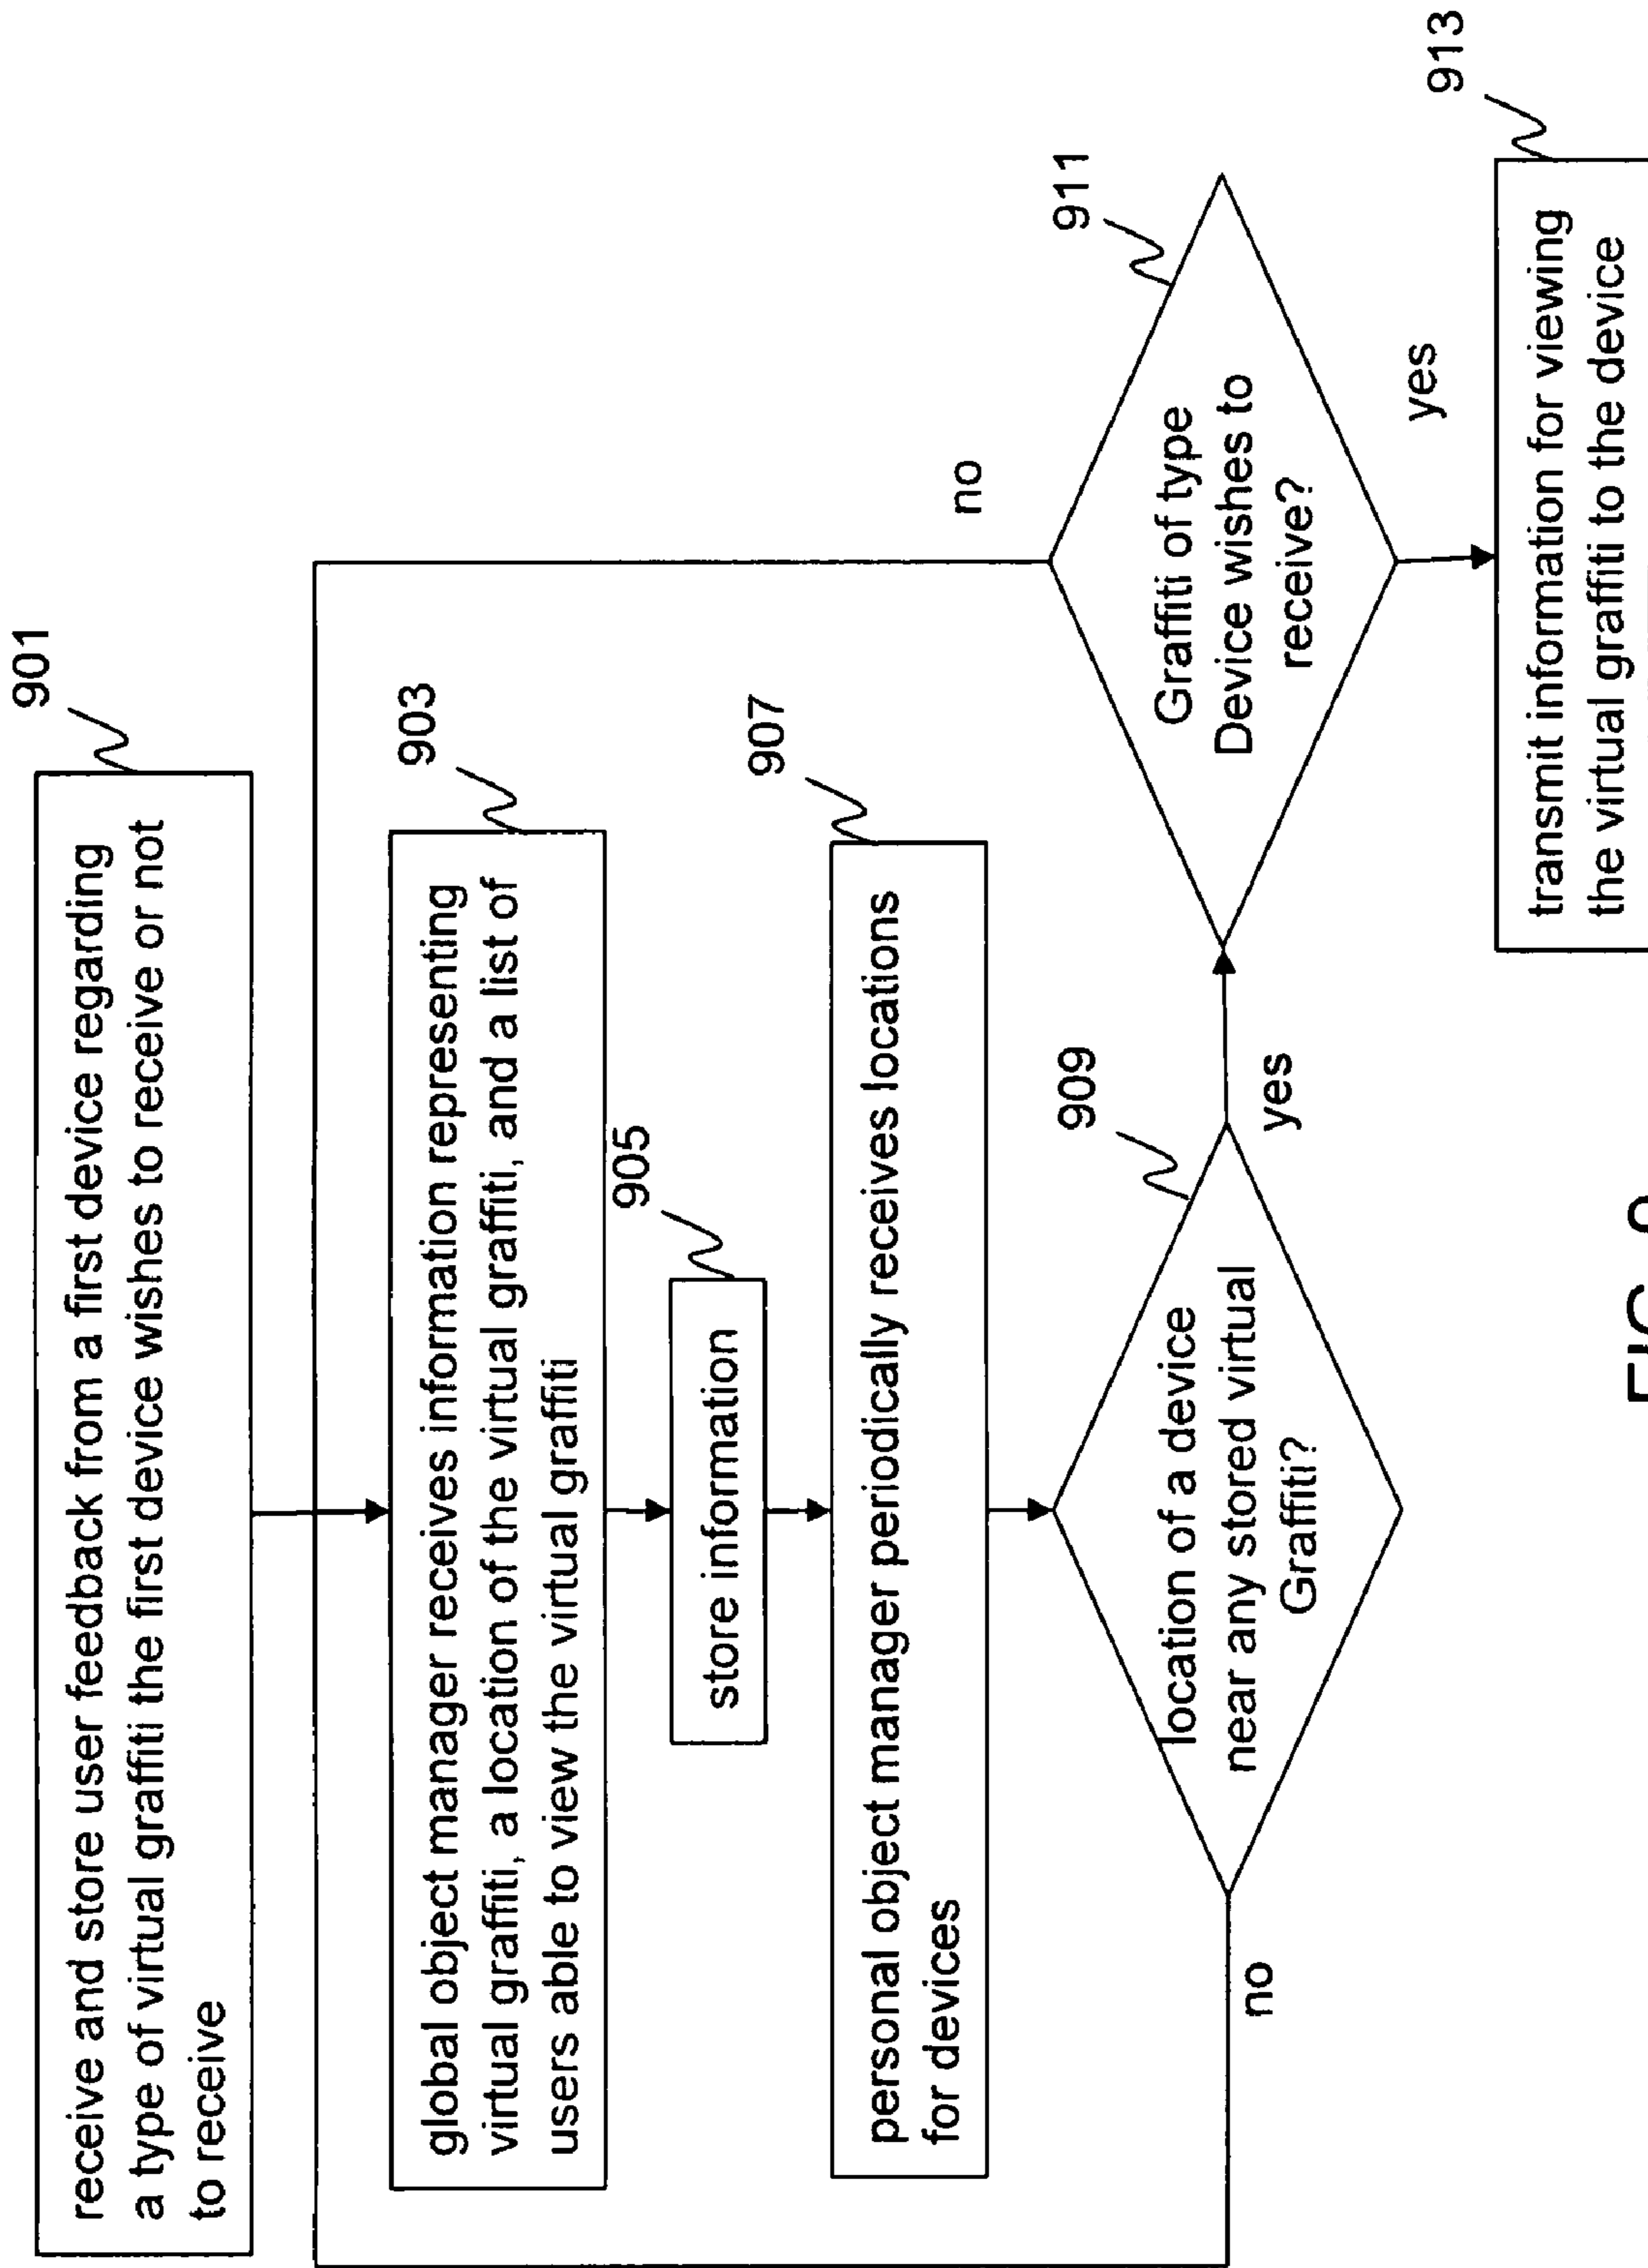 901
receive and store user feedback from a first device regarding
a type of virtual graffiti the first device wishes to receive or not
to receive
903
global object manager receives information representing
virtual graffiti, a location of the virtual graffiti, and a list of
users able to view the virtual graffiti
905
store information
907
personal object manager periodically receives locations
for devices
909
location of a device
near any stored virtual
Graffiti?
no
yes
911
Graffiti of type
Device wishes to
receive?
no
yes
913
transmit information for viewing
the virtual graffiti to the device